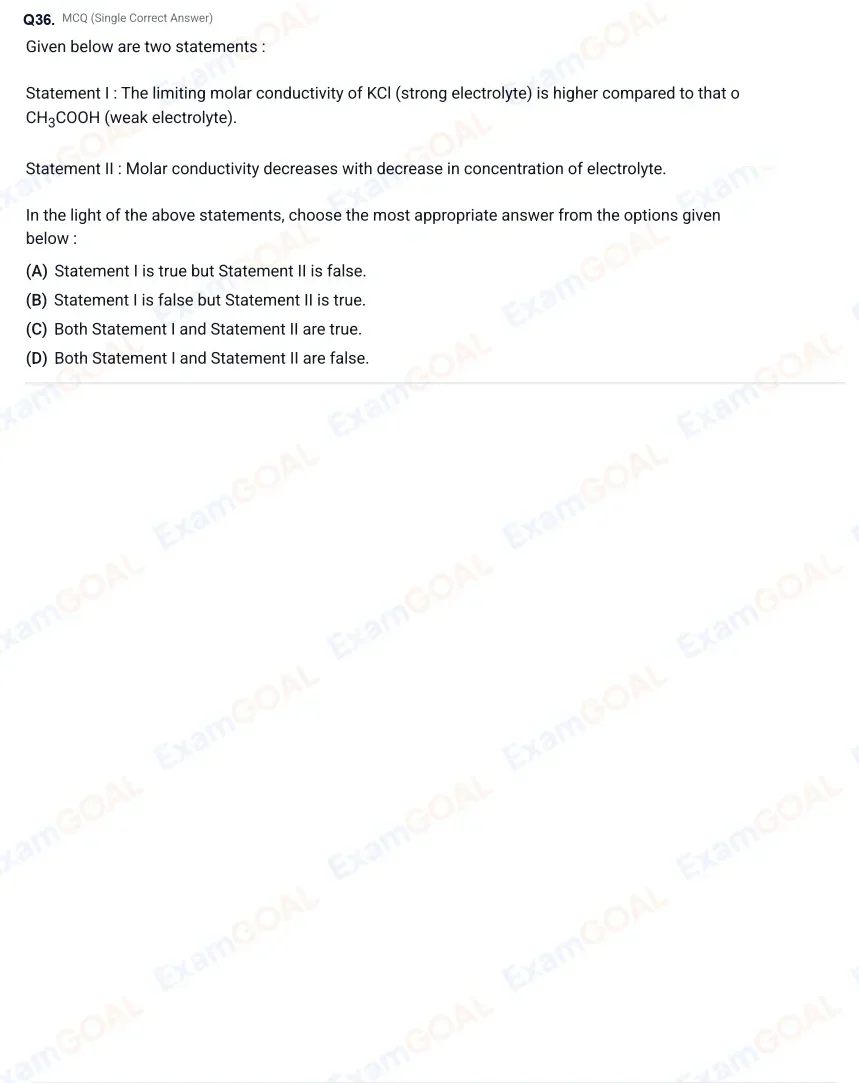 Q36. MCQ (Single Correct Answer)
Given below are two statements :
Statement I : The limiting molar conductivity of KCl (strong electrolyte) is higher compared to that o
CH₃COOH (weak electrolyte).
Statement II : Molar conductivity decreases with decrease in concentration of electrolyte.
In the light of the above statements, choose the most appropriate answer from the options given
below :
(A) Statement I is true but Statement II is false.
(B) Statement I is false but Statement II is true.
(C) Both Statement I and Statement II are true.
(D) Both Statement I and Statement II are false.